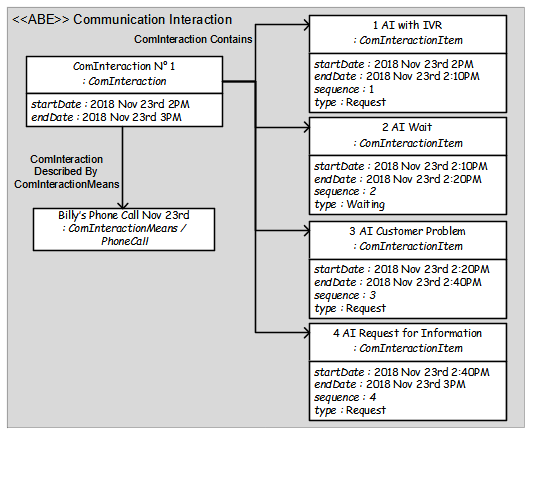 <<ABE>> Communication Interaction
ComInteraction Contains
ComInteraction N° 1
: ComInteraction
startDate : 2018 Nov 23rd 2PM
endDate : 2018 Nov 23rd 3PM
ComInteraction
Described By
ComInteractionMeans
Billy's Phone Call Nov 23rd
: ComInteractionMeans /
PhoneCall
1 AI with IVR
: ComInteractionItem
startDate : 2018 Nov 23rd 2PM
endDate : 2018 Nov 23rd 2:10PM
sequence : 1
type : Request
2 AI Wait
: ComInteractionItem
startDate : 2018 Nov 23rd 2:10PM
endDate : 2018 Nov 23rd 2:20PM
sequence : 2
type : Waiting
3 AI Customer Problem
: ComInteractionItem
startDate : 2018 Nov 23rd 2:20PM
endDate : 2018 Nov 23rd 2:40PM
sequence : 3
type : Request
4 AI Request for Information
: ComInteractionItem
startDate : 2018 Nov 23rd 2:40PM
endDate : 2018 Nov 23rd 3PM
sequence : 4
type : Request